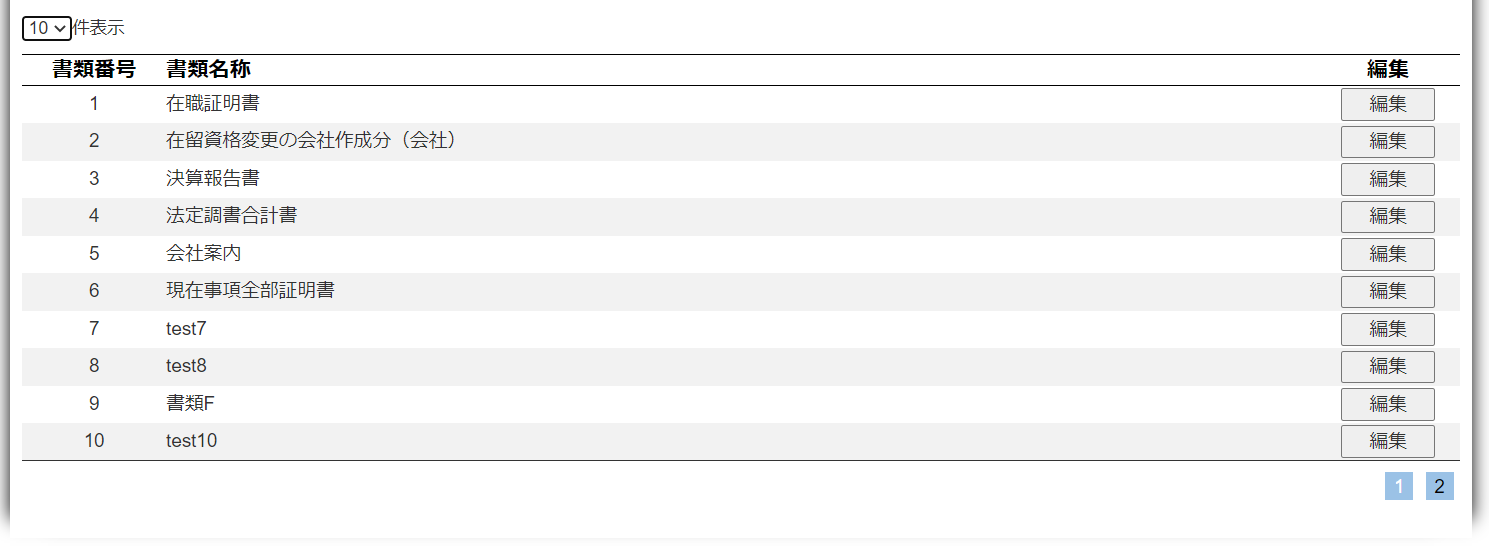 10 件表示
書類番号 書類名称 編集
1 在職証明書 編集
2 在留資格変更の会社作成分（会社） 編集
3 決算報告書 編集
4 法定調書合計書 編集
5 会社案内 編集
6 現在事項全部証明書 編集
7 test7 編集
8 test8 編集
9 書類F 編集
10 test10 編集
1 2